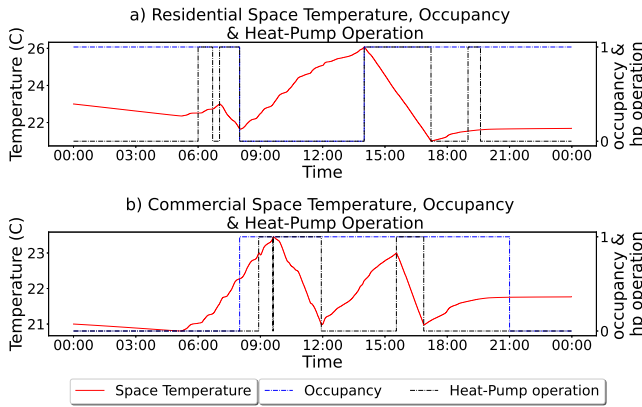 a) Residential Space Temperature, Occupancy
& Heat-Pump Operation
Temperature (C)
26
24
22
1
0
occupancy &
hp operation
00:00 03:00 06:00 09:00 12:00 15:00 18:00 21:00 00:00
Time
b) Commercial Space Temperature, Occupancy
& Heat-Pump Operation
Temperature (C)
23
22
21
1
0
occupancy &
hp operation
00:00 03:00 06:00 09:00 12:00 15:00 18:00 21:00 00:00
Time
Space Temperature Occupancy Heat-Pump operation